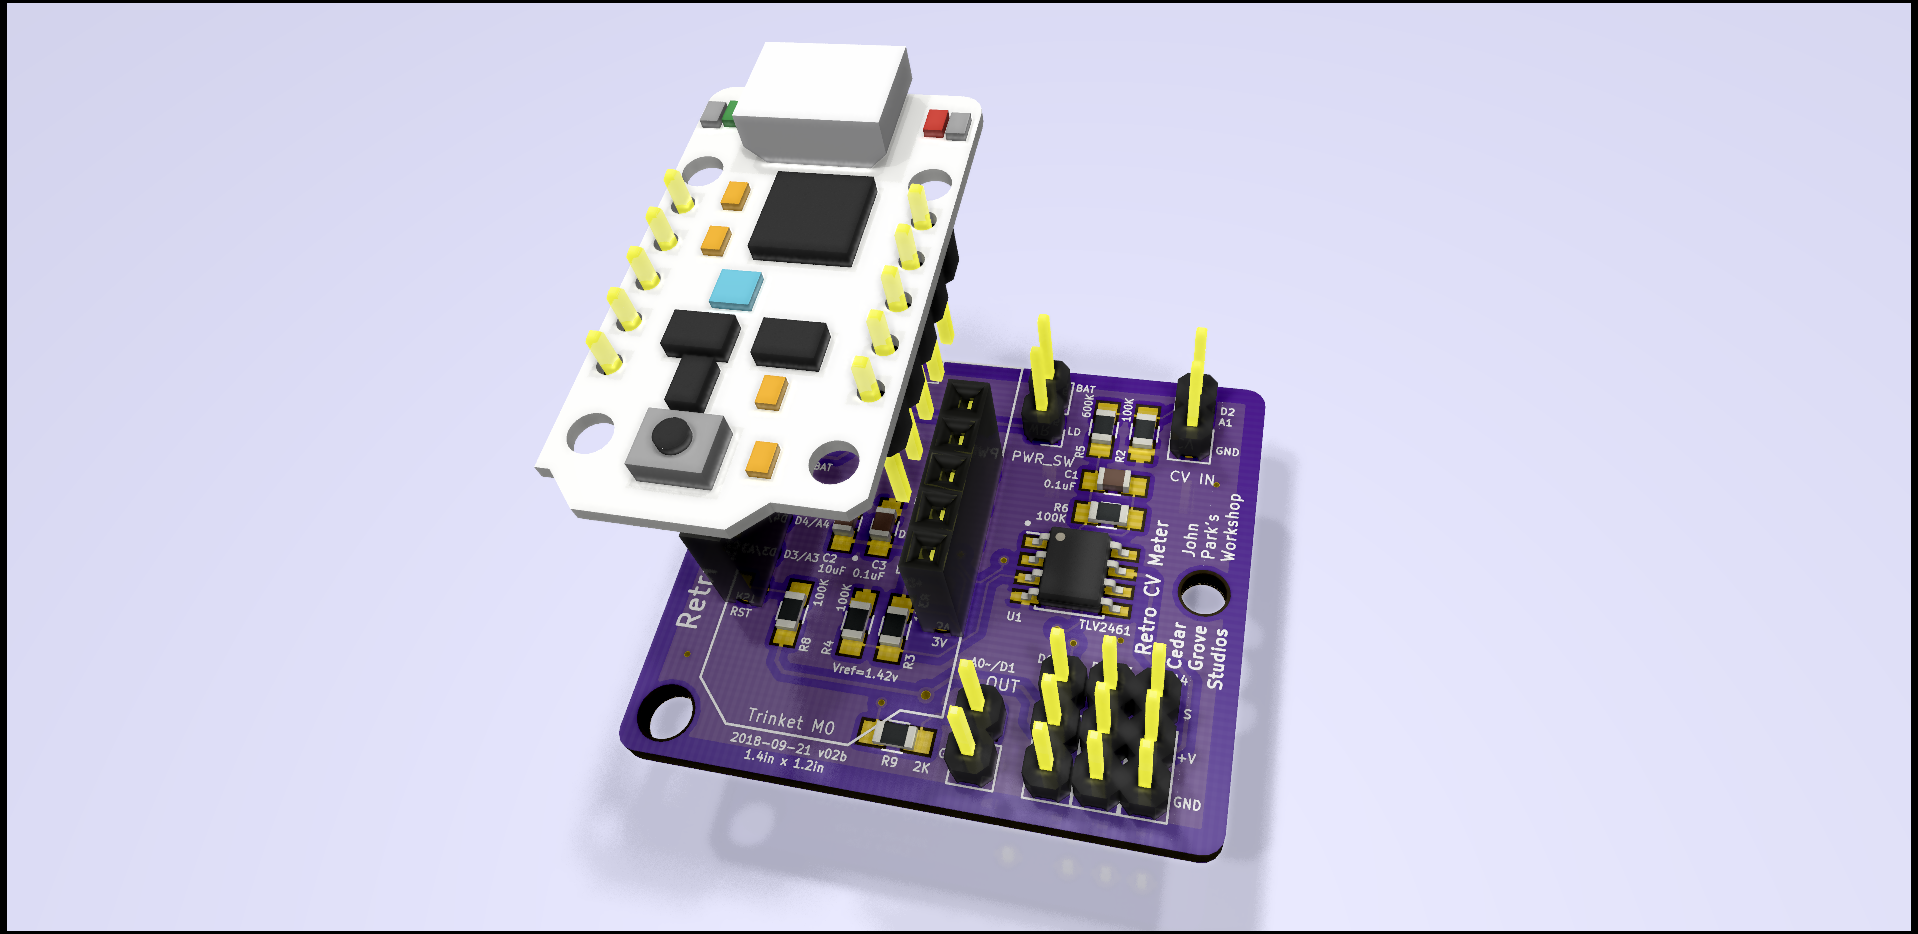 BAT
BAT
LD
PWR_SW
600K
R5
100K
R2
D2
A1
GND
CV IN
C1
0.1uF
R6
100K
D4/A4
D3/A3
C2
10uF
C3
0.1uF
RST
100K
R8
100K
R4
R3
3V
Vref=1.42v
U1
TLV2461
Retro CV Meter
John
Park's
Workshop
Cedar
Grove
Studios
Retr
A0~/D1
OUT
S
+V
GND
Trinket M0
2018-09-21 v02b
1.4in x 1.2in
R9
2K